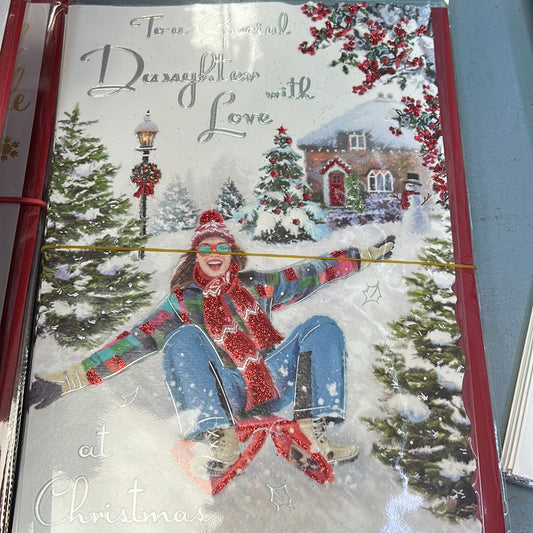 To a Special
Daughter
with
Love
at
Christmas